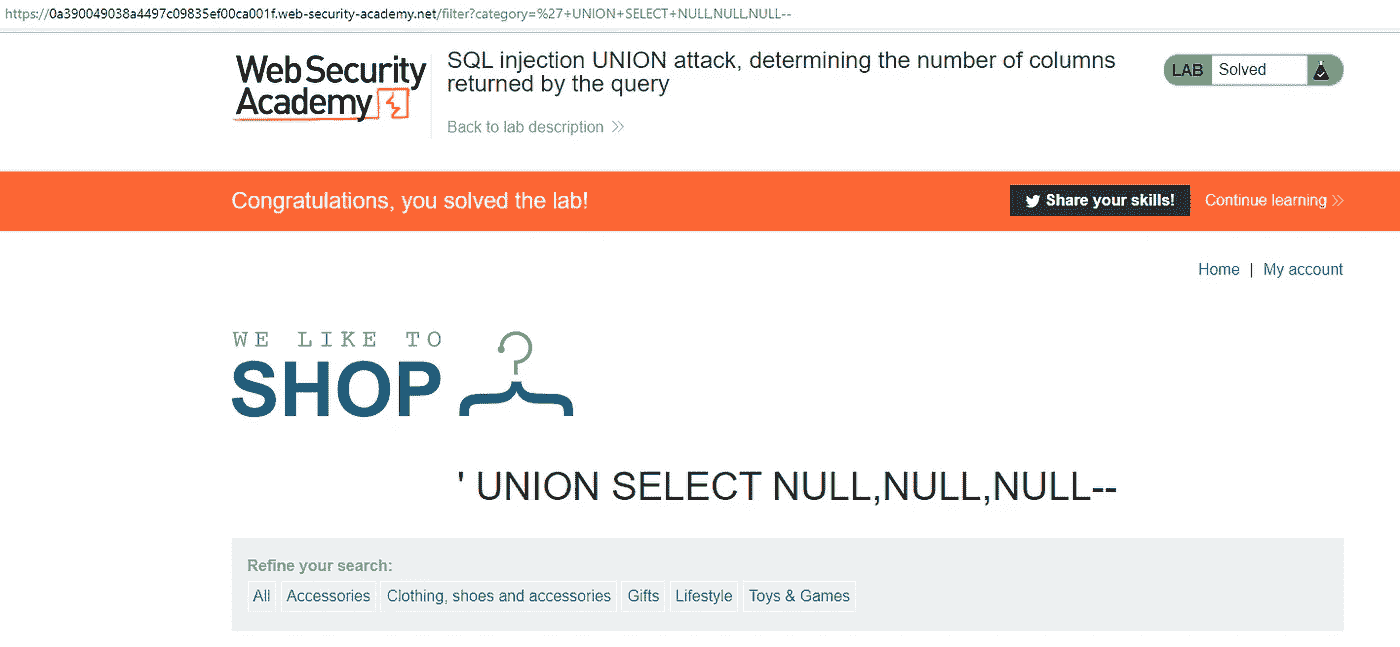 https://0a390049038a4497c09835ef00ca001f.web-security-academy.net/filter?category=%27+UNION+SELECT+NULL,NULL,NULL--
Web Security
Academy
SQL injection UNION attack, determining the number of columns
returned by the query
Back to lab description
LAB Solved
Congratulations, you solved the lab!
Share your skills!
Continue learning
Home | My account
WE LIKE TO
SHOP
' UNION SELECT NULL,NULL,NULL--
Refine your search:
All Accessories Clothing, shoes and accessories Gifts Lifestyle Toys & Games